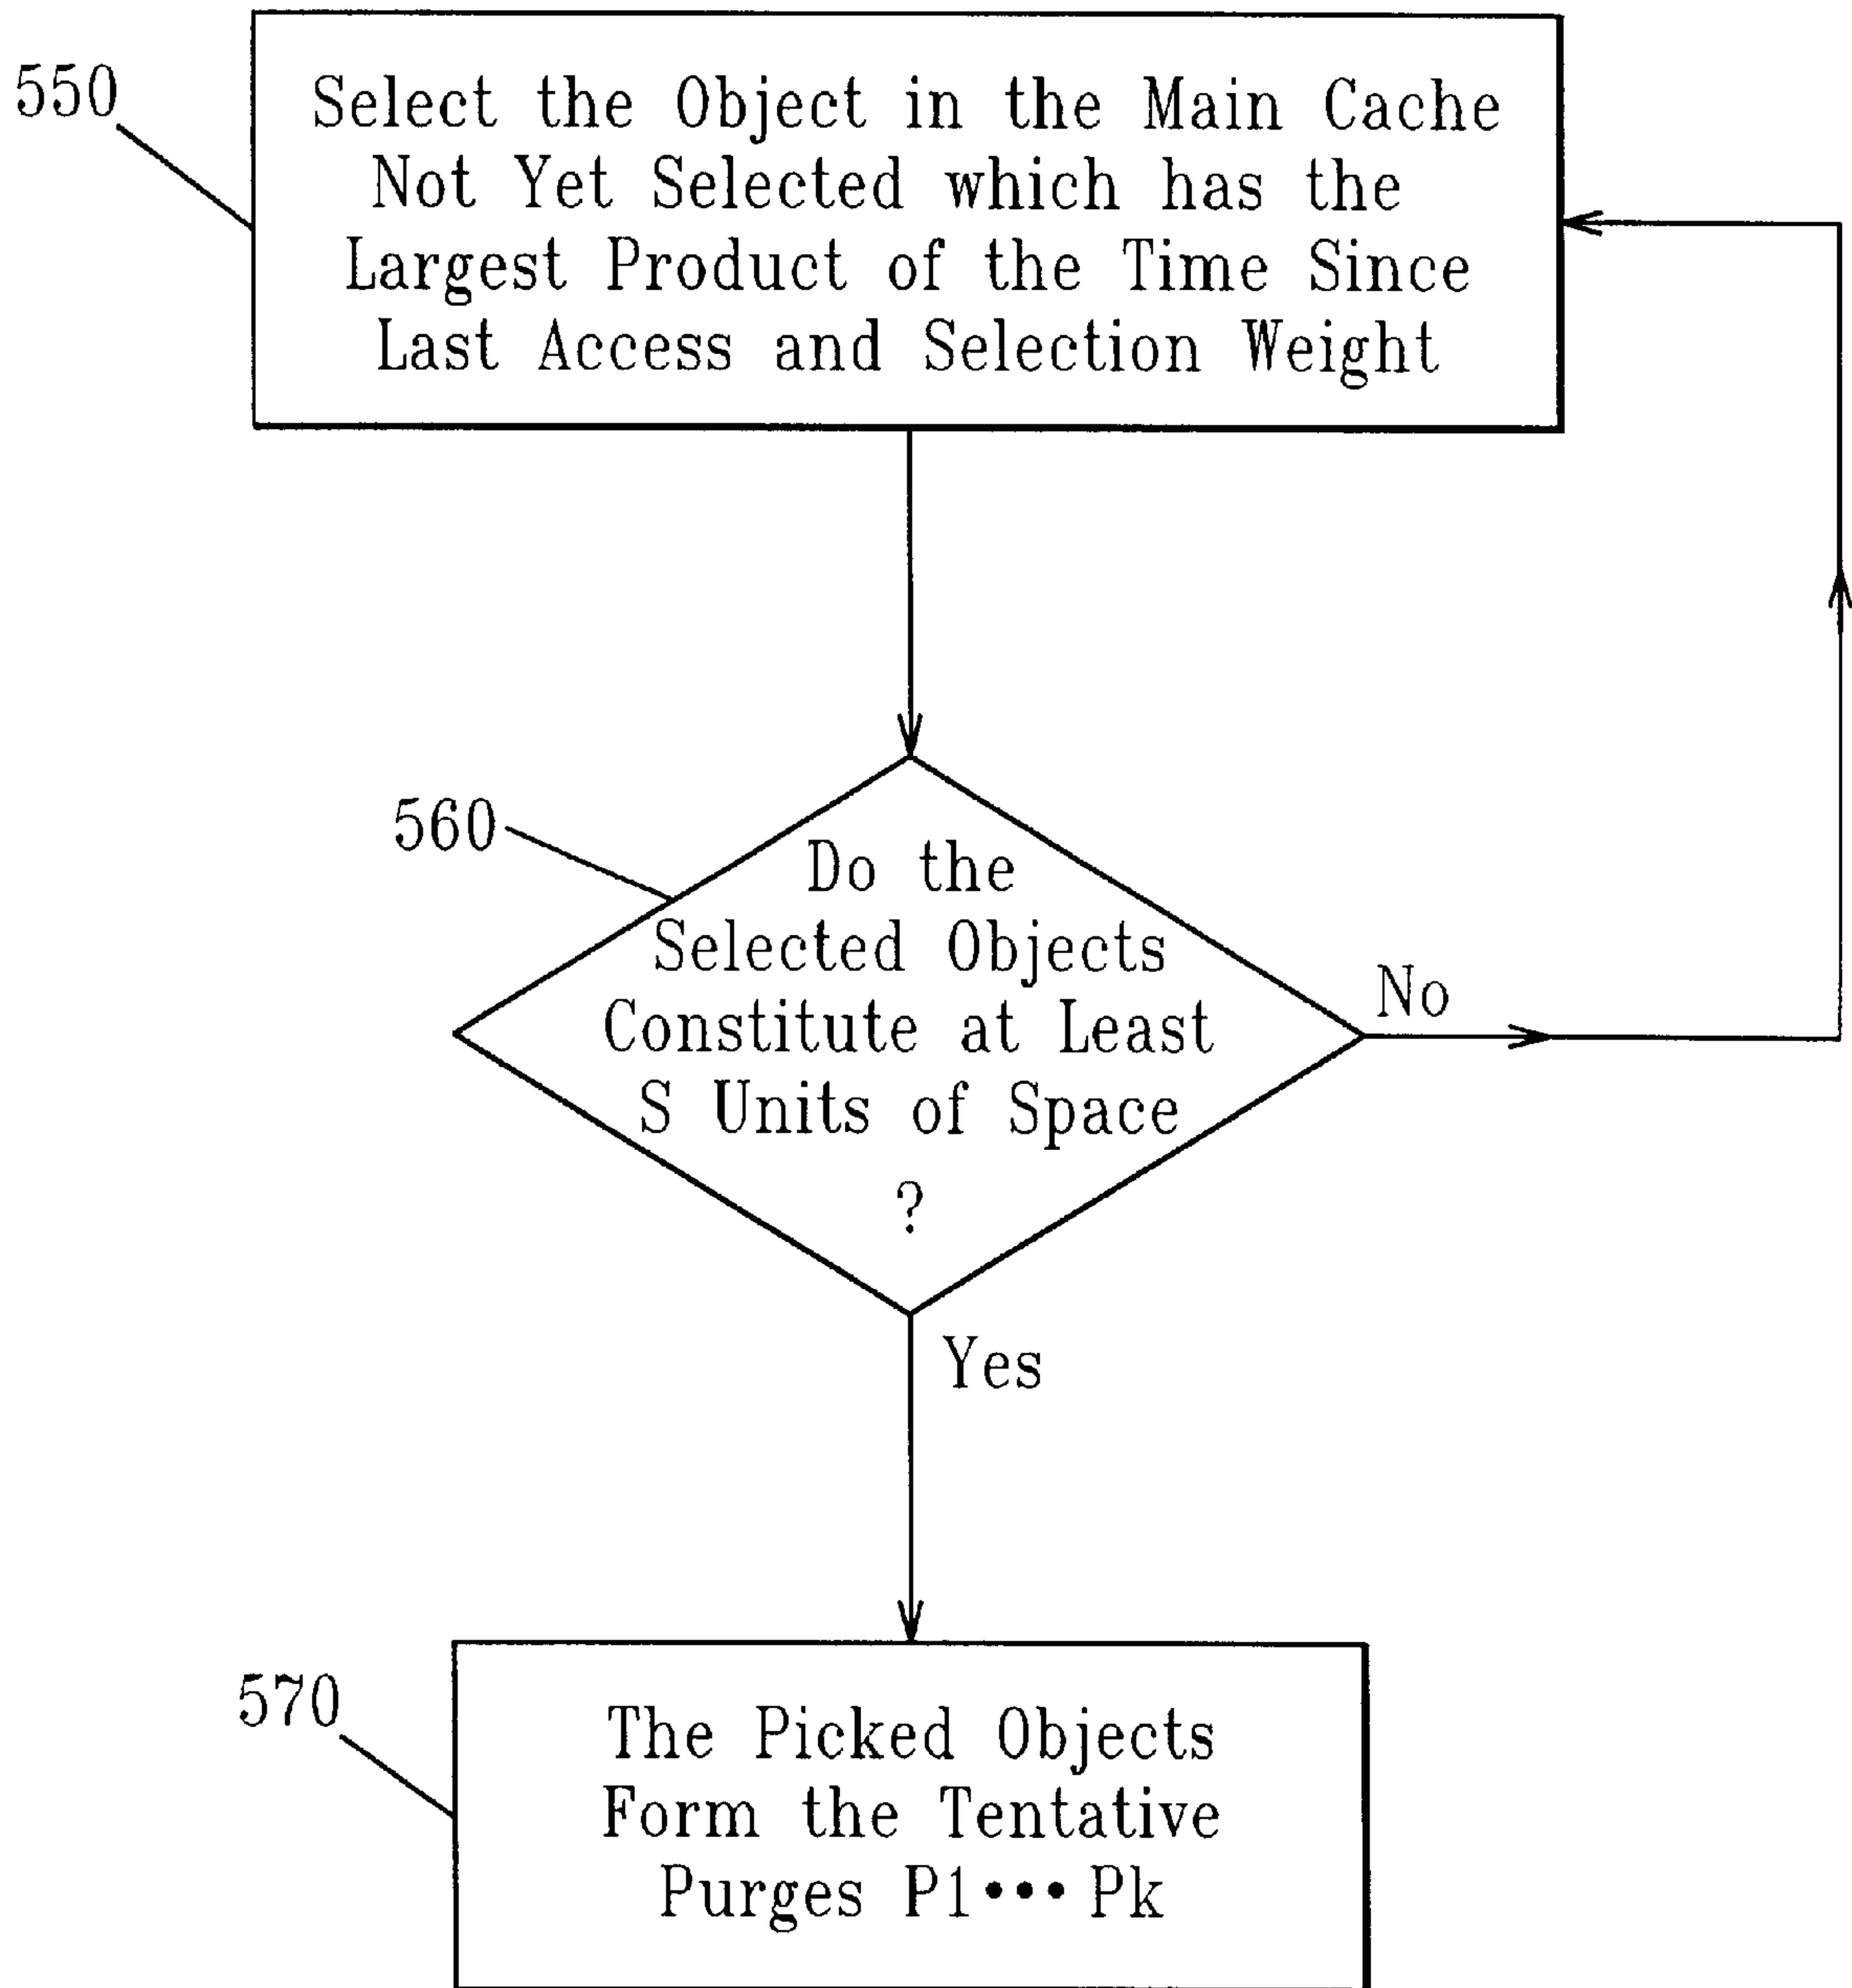 550
Select the Object in the Main Cache
Not Yet Selected which has the
Largest Product of the Time Since
Last Access and Selection Weight
560
Do the
Selected Objects
Constitute at Least
S Units of Space
?
No
Yes
570
The Picked Objects
Form the Tentative
Purges P1••• Pk